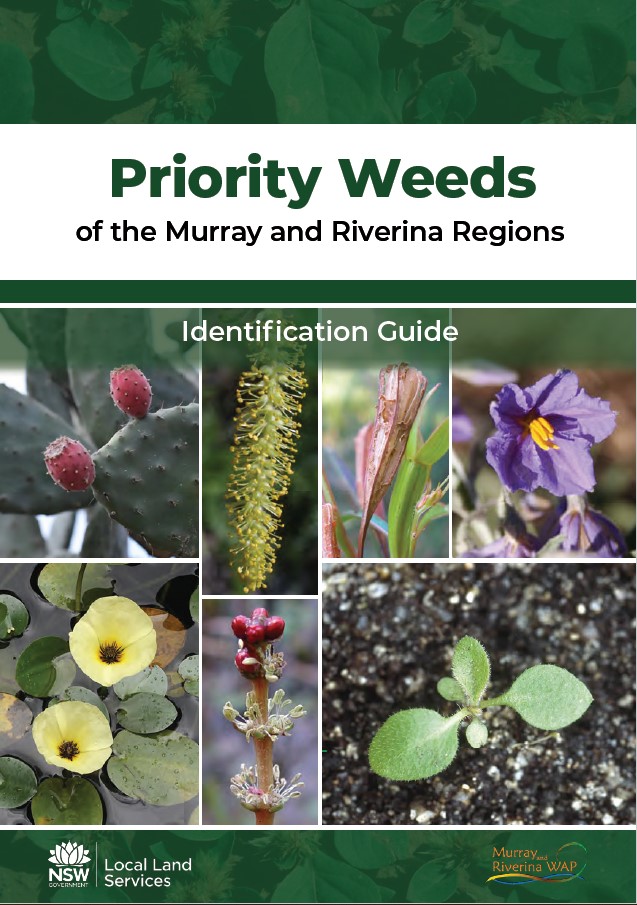 Priority Weeds
of the Murray and Riverina Regions
Identification Guide
NSW
GOVERNMENT
Local Land
Services
Murray and
Riverina WAP